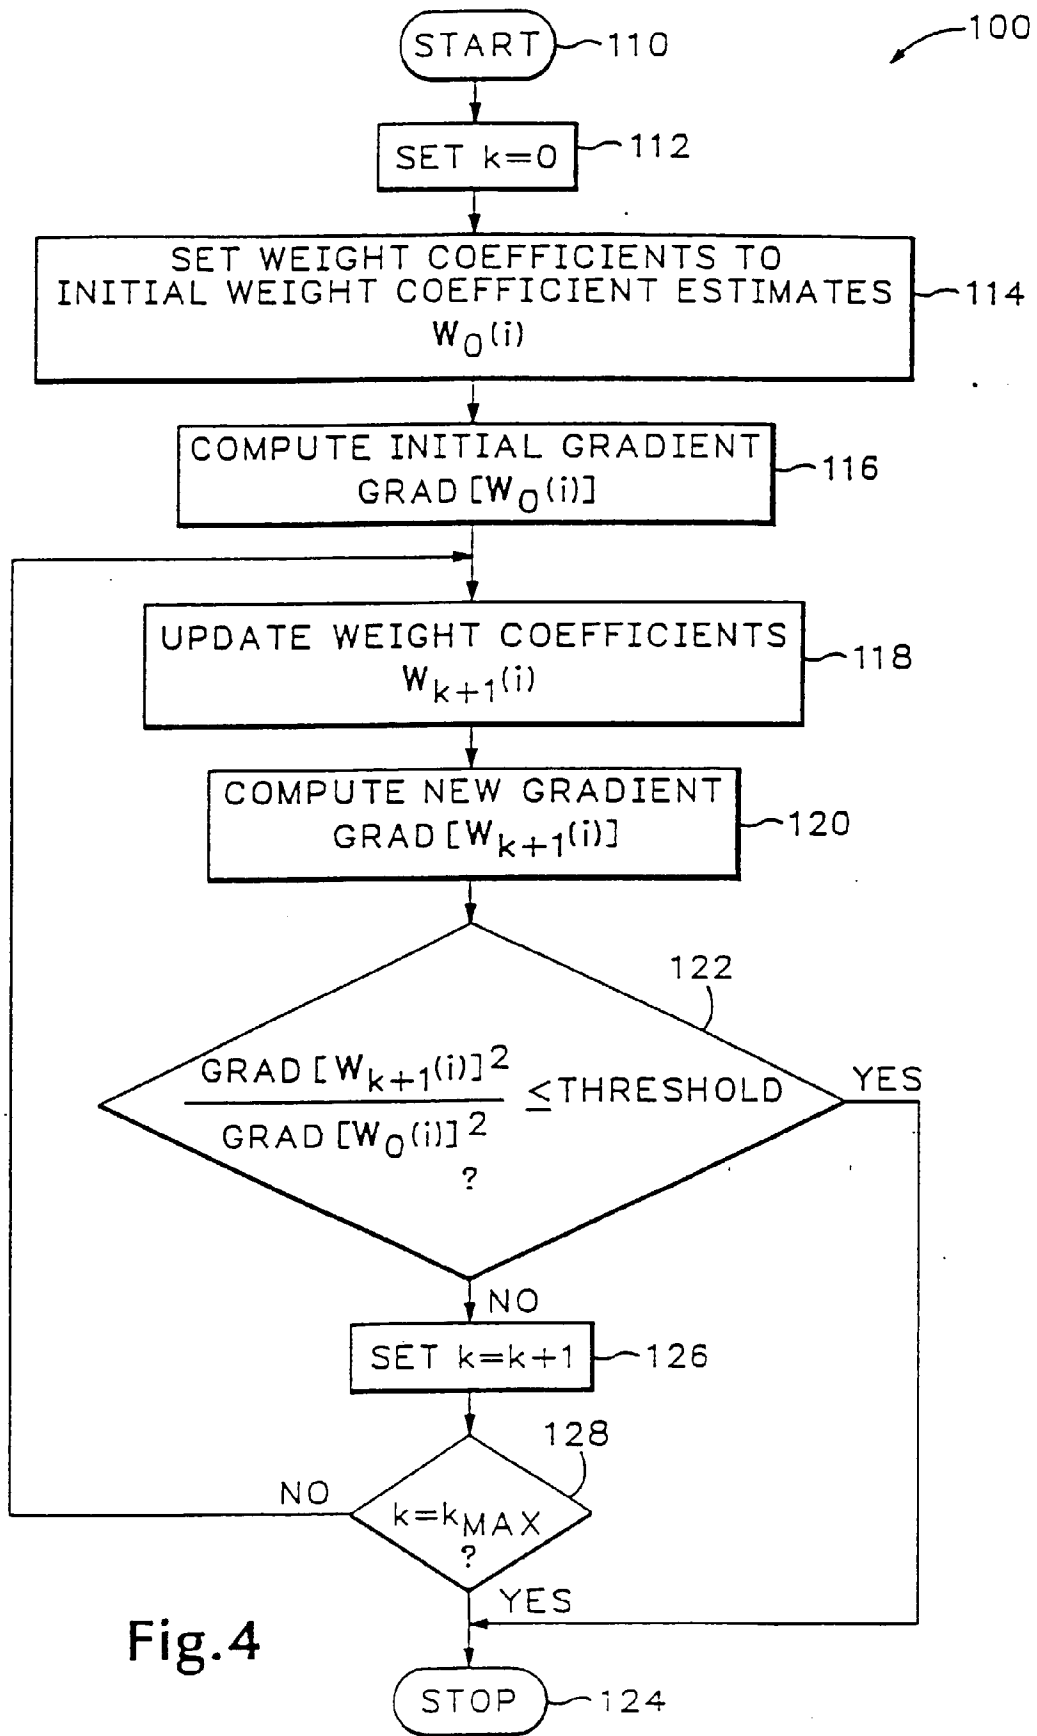 START
110
100
SET k=0
112
SET WEIGHT COEFFICIENTS TO
INITIAL WEIGHT COEFFICIENT ESTIMATES
W0(i)
114
COMPUTE INITIAL GRADIENT
GRAD [W0(i)]
116
UPDATE WEIGHT COEFFICIENTS
Wk+1(i)
118
COMPUTE NEW GRADIENT
GRAD [Wk+1(i)]
120
122
GRAD [Wk+1(i)]2
GRAD [W0(i)]2
≤THRESHOLD
?
YES
NO
SET k=k+1
126
128
k=kMAX
?
NO
YES
Fig.4
STOP
124